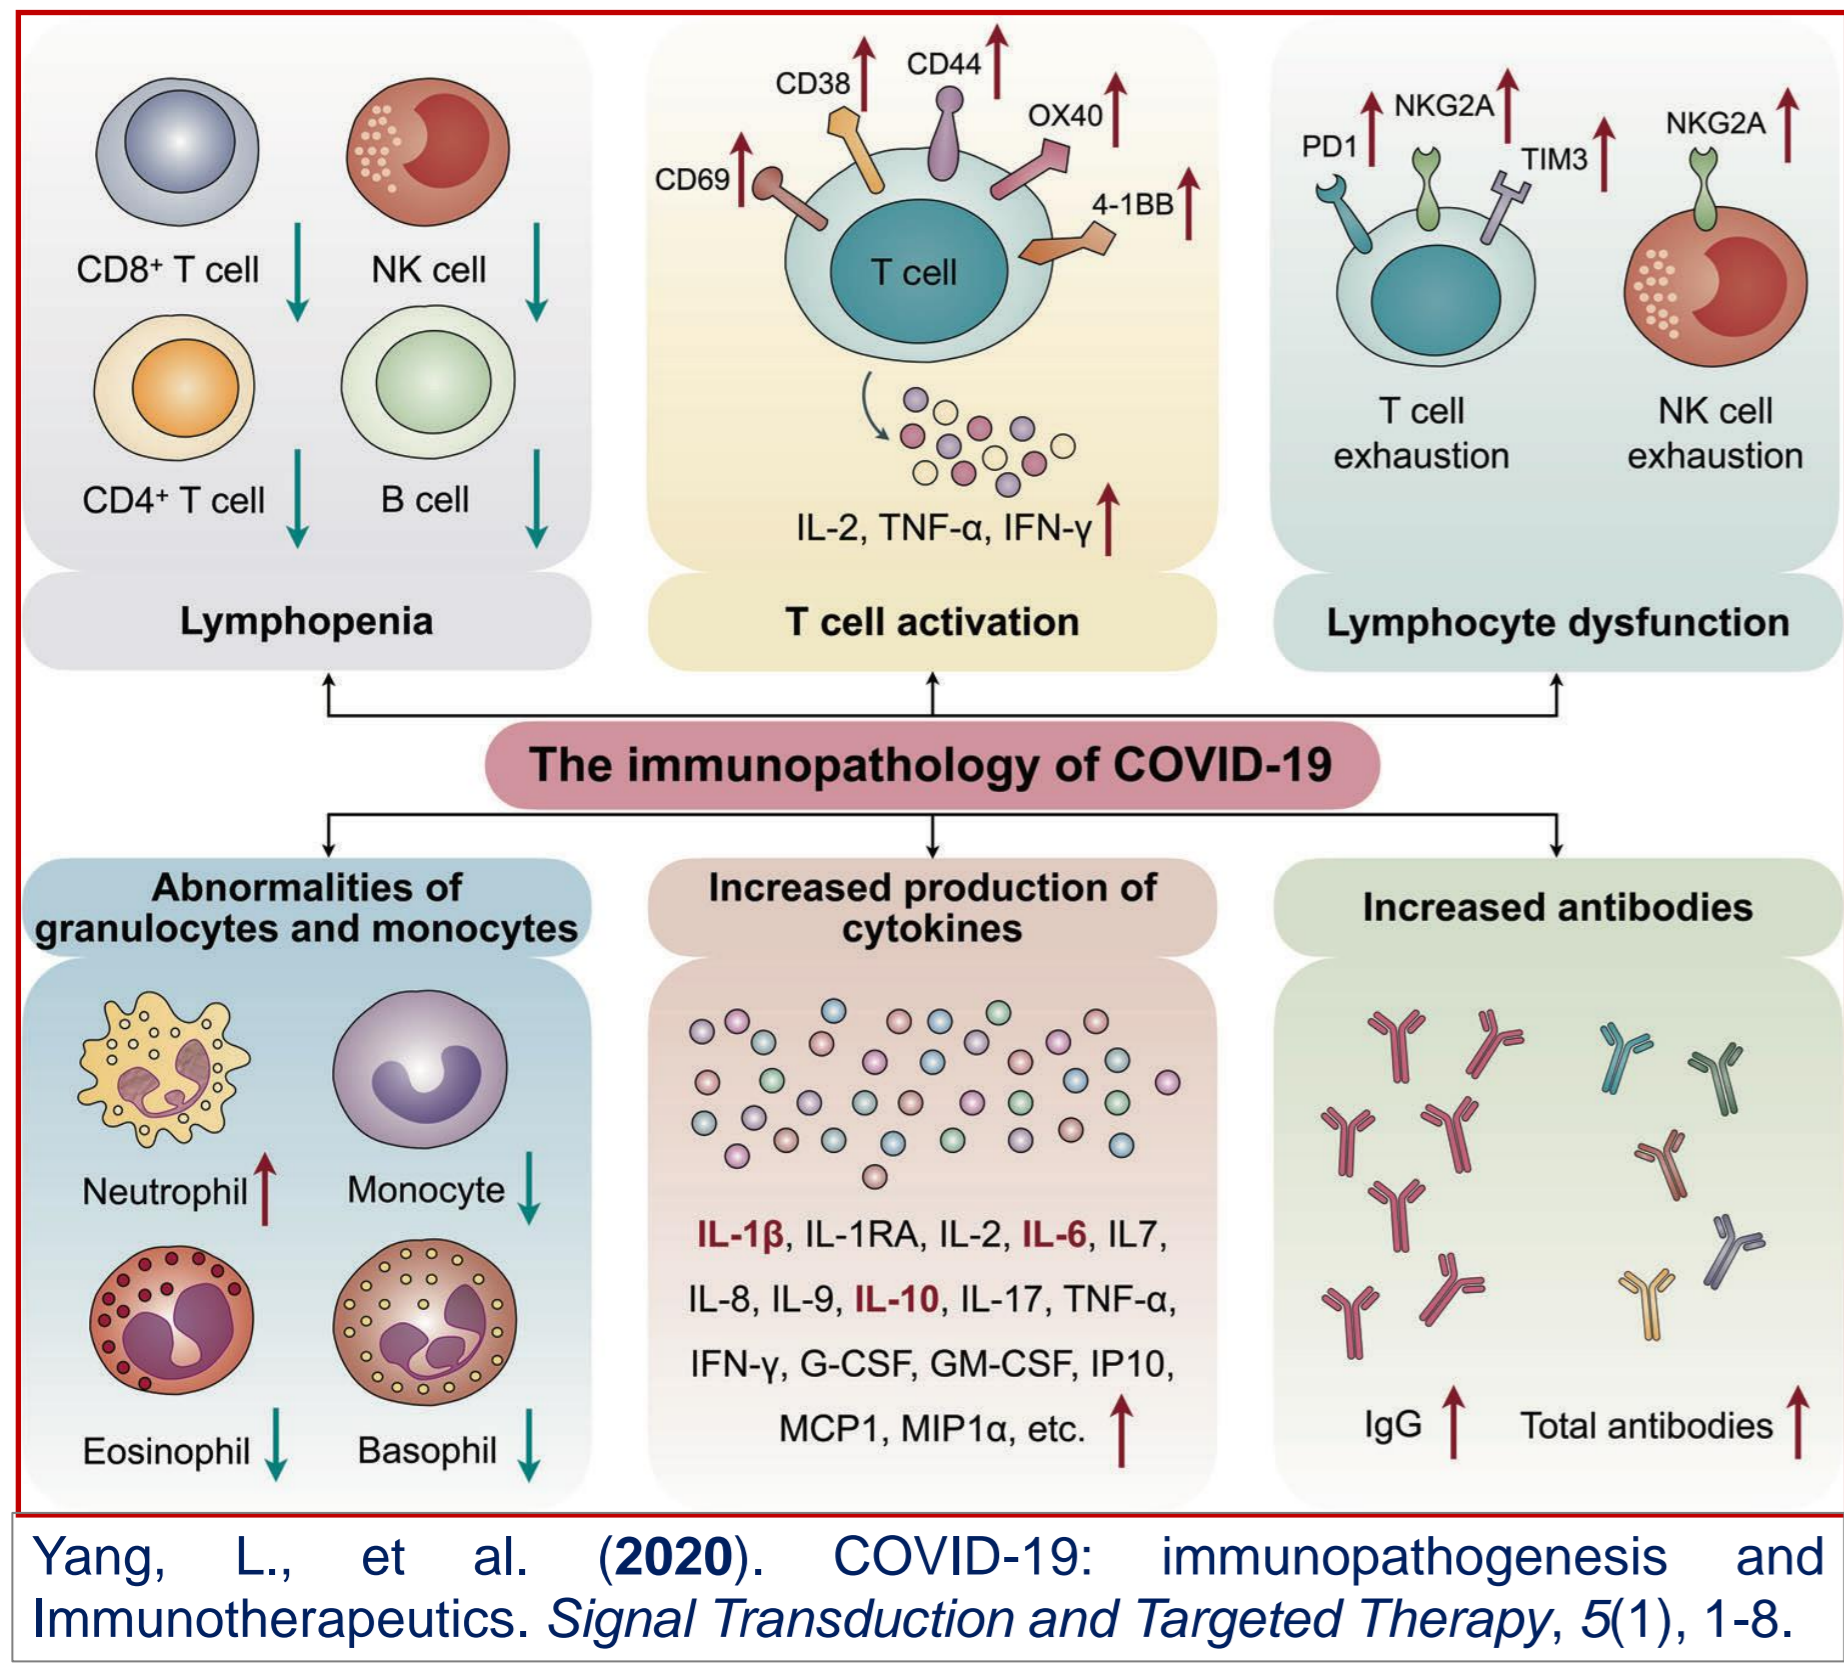 CD8⁺ T cell
NK cell
CD4⁺ T cell
B cell
Lymphopenia
CD69
CD38
CD44
OX40
4-1BB
T cell
IL-2, TNF-α, IFN-γ
T cell activation
PD1
NKG2A
TIM3
NKG2A
T cell
exhaustion
NK cell
exhaustion
Lymphocyte dysfunction
The immunopathology of COVID-19
Abnormalities of
granulocytes and monocytes
Neutrophil
Monocyte
Eosinophil
Basophil
Increased production of
cytokines
IL-1β, IL-1RA, IL-2, IL-6, IL7,
IL-8, IL-9, IL-10, IL-17, TNF-α,
IFN-γ, G-CSF, GM-CSF, IP10,
MCP1, MIP1α, etc.
Increased antibodies
IgG
Total antibodies
Yang, L., et al. (2020). COVID-19: immunopathogenesis and
Immunotherapeutics. Signal Transduction and Targeted Therapy, 5(1), 1-8.